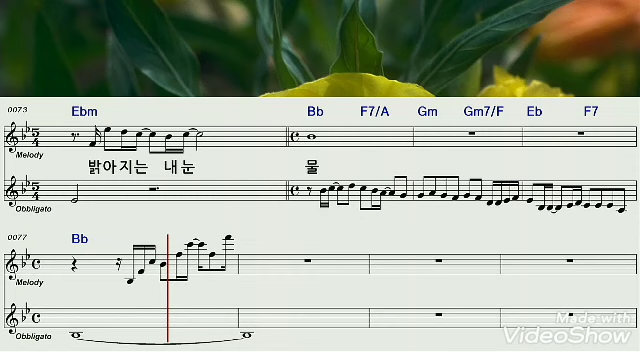 0073 Ebm Bb F7/A Gm Gm7/F Eb F7
Melody
밝아지는 내눈 물
Obbligato
0077 Bb
Melody
Obbligato
Made with
VideoShow